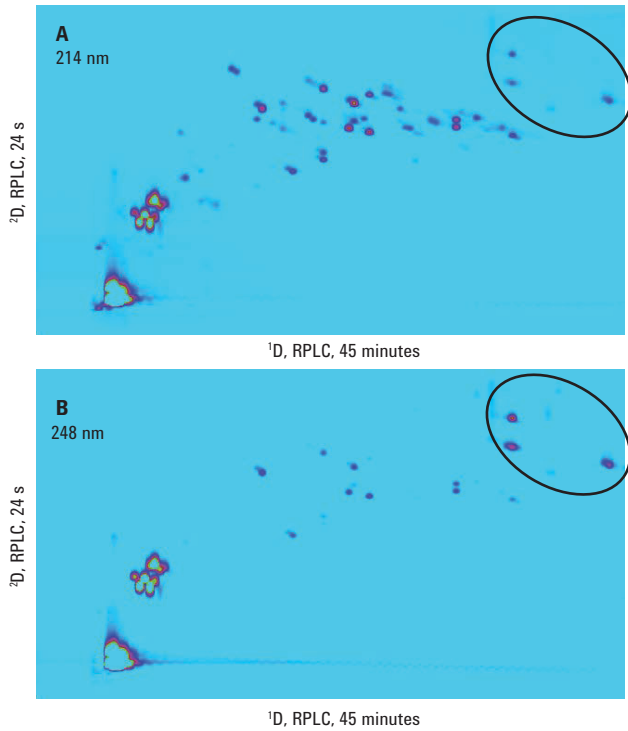 A
214 nm
²D, RPLC, 24 s
¹D, RPLC, 45 minutes
B
248 nm
²D, RPLC, 24 s
¹D, RPLC, 45 minutes